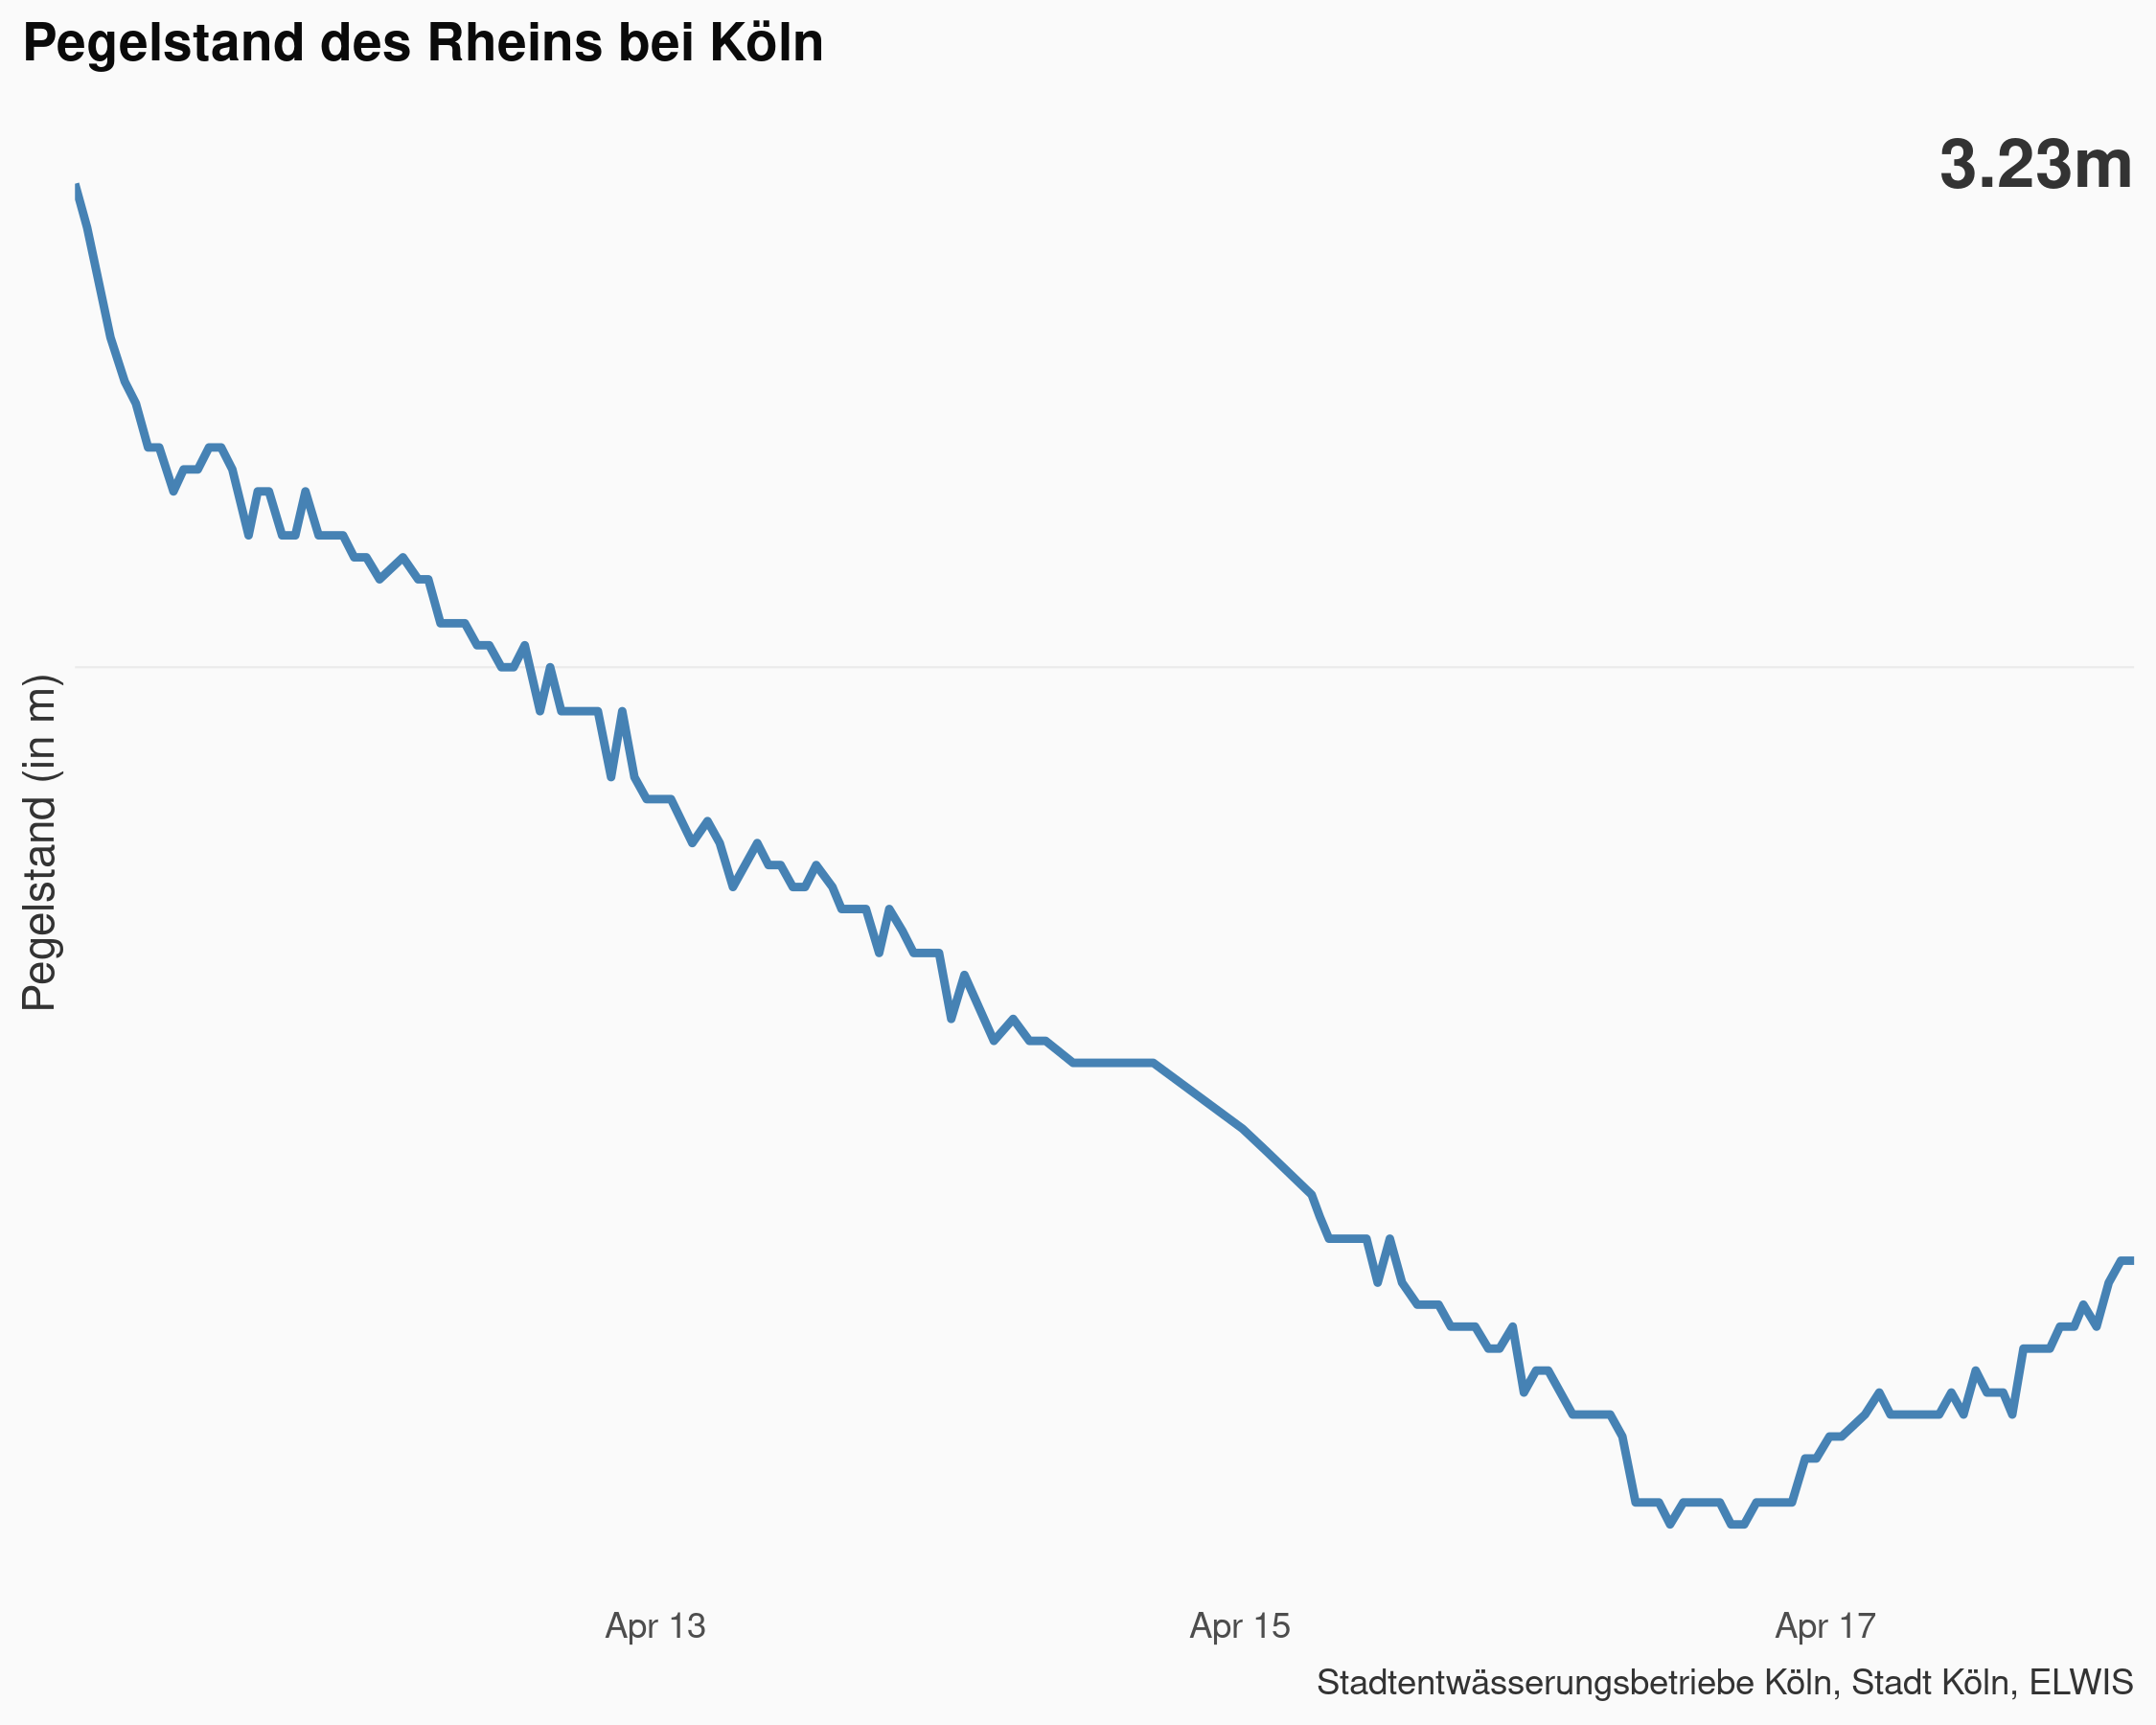 Pegelstand des Rheins bei Köln
3.23m
Pegelstand (in m)
Apr 13
Apr 15
Apr 17
Stadtentwässerungsbetriebe Köln, Stadt Köln, ELWIS